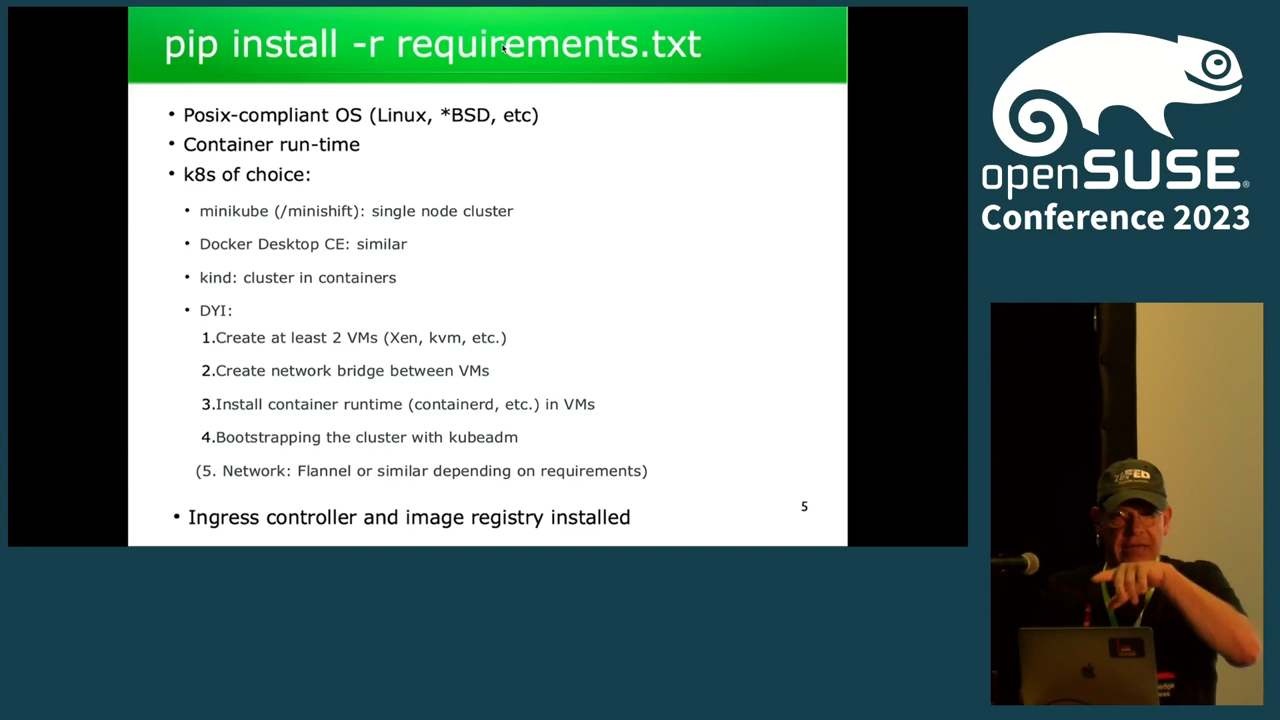 pip install -r requirements.txt
• Posix-compliant OS (Linux, *BSD, etc)
• Container run-time
• k8s of choice:
• minikube (/minishift): single node cluster
• Docker Desktop CE: similar
• kind: cluster in containers
• DYI:
1.Create at least 2 VMs (Xen, kvm, etc.)
2.Create network bridge between VMs
3.Install container runtime (containerd, etc.) in VMs
4.Bootstrapping the cluster with kubeadm
(5. Network: Flannel or similar depending on requirements)
• Ingress controller and image registry installed
5
openSUSE®
Conference 2023